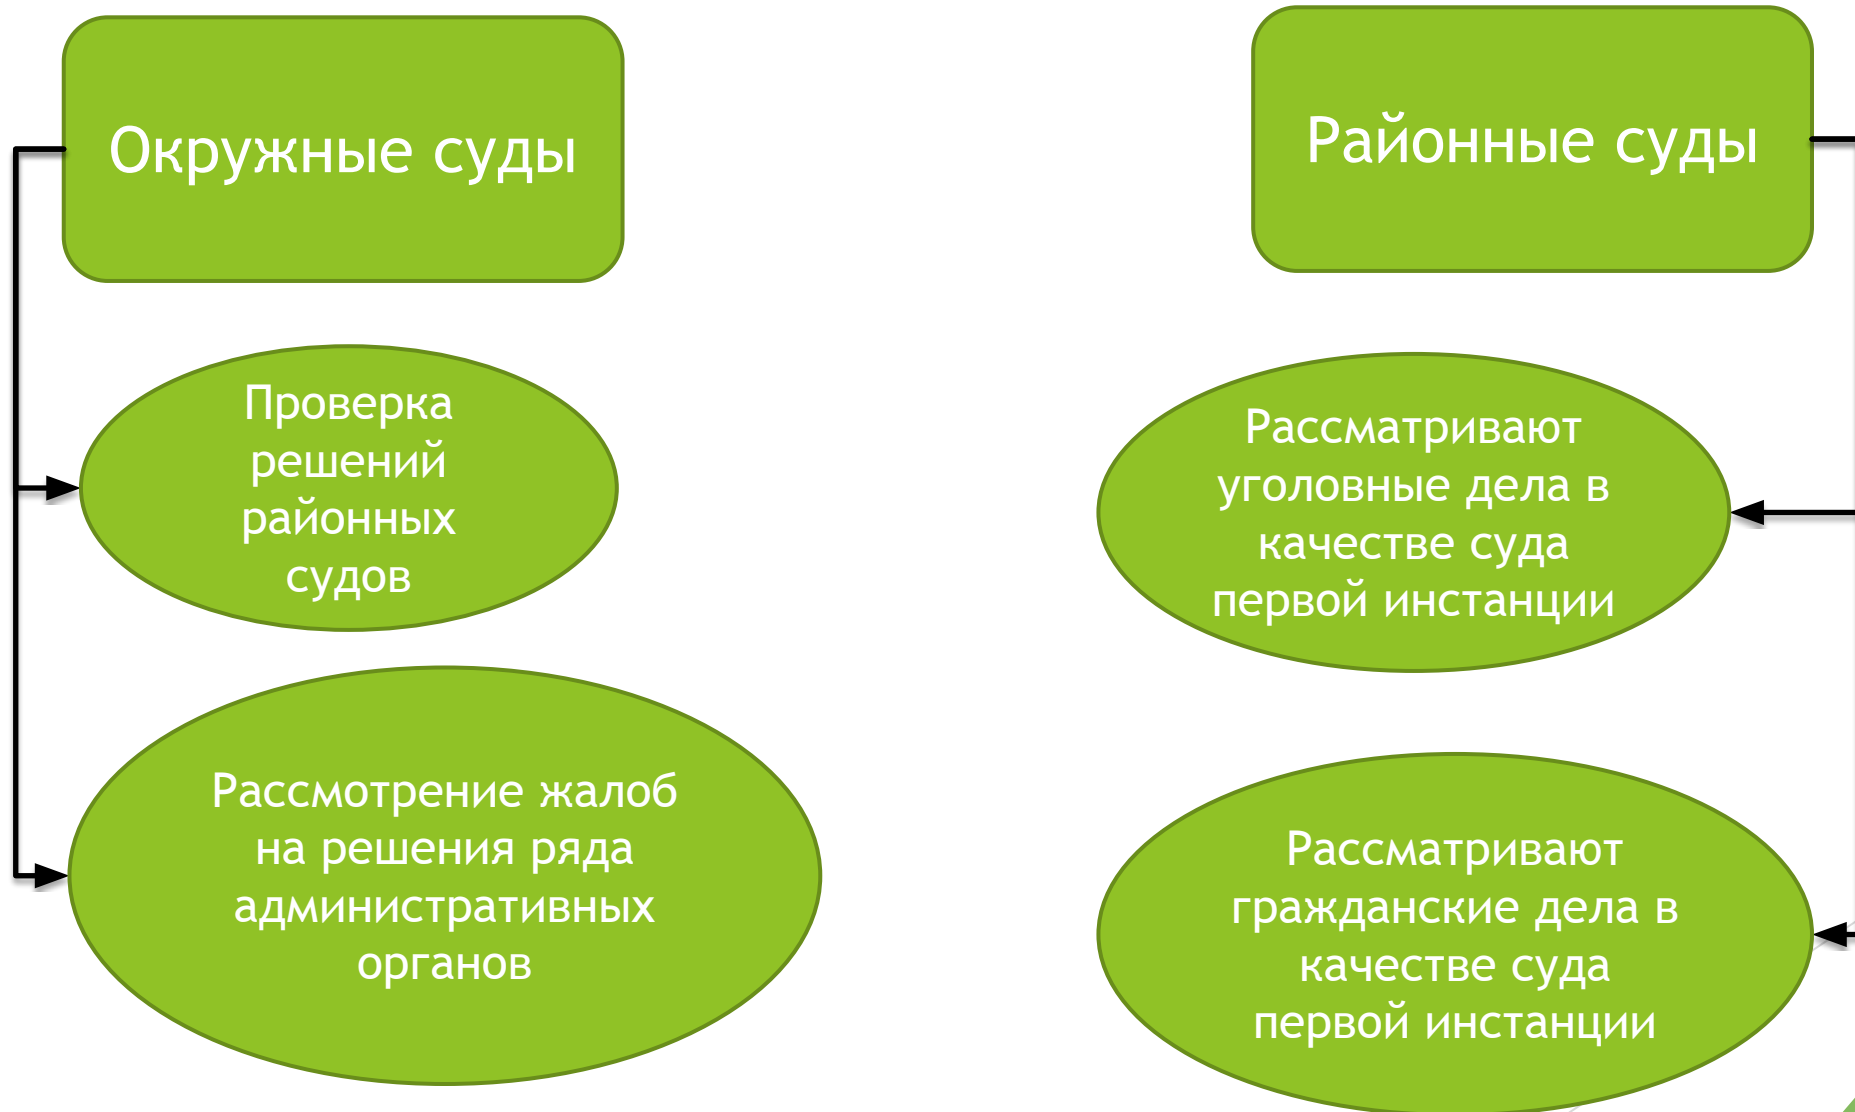 Окружные суды
Проверка
решений
районных
судов
Рассмотрение жалоб
на решения ряда
административных
органов
Районные суды
Рассматривают
уголовные дела в
качестве суда
первой инстанции
Рассматривают
гражданские дела в
качестве суда
первой инстанции